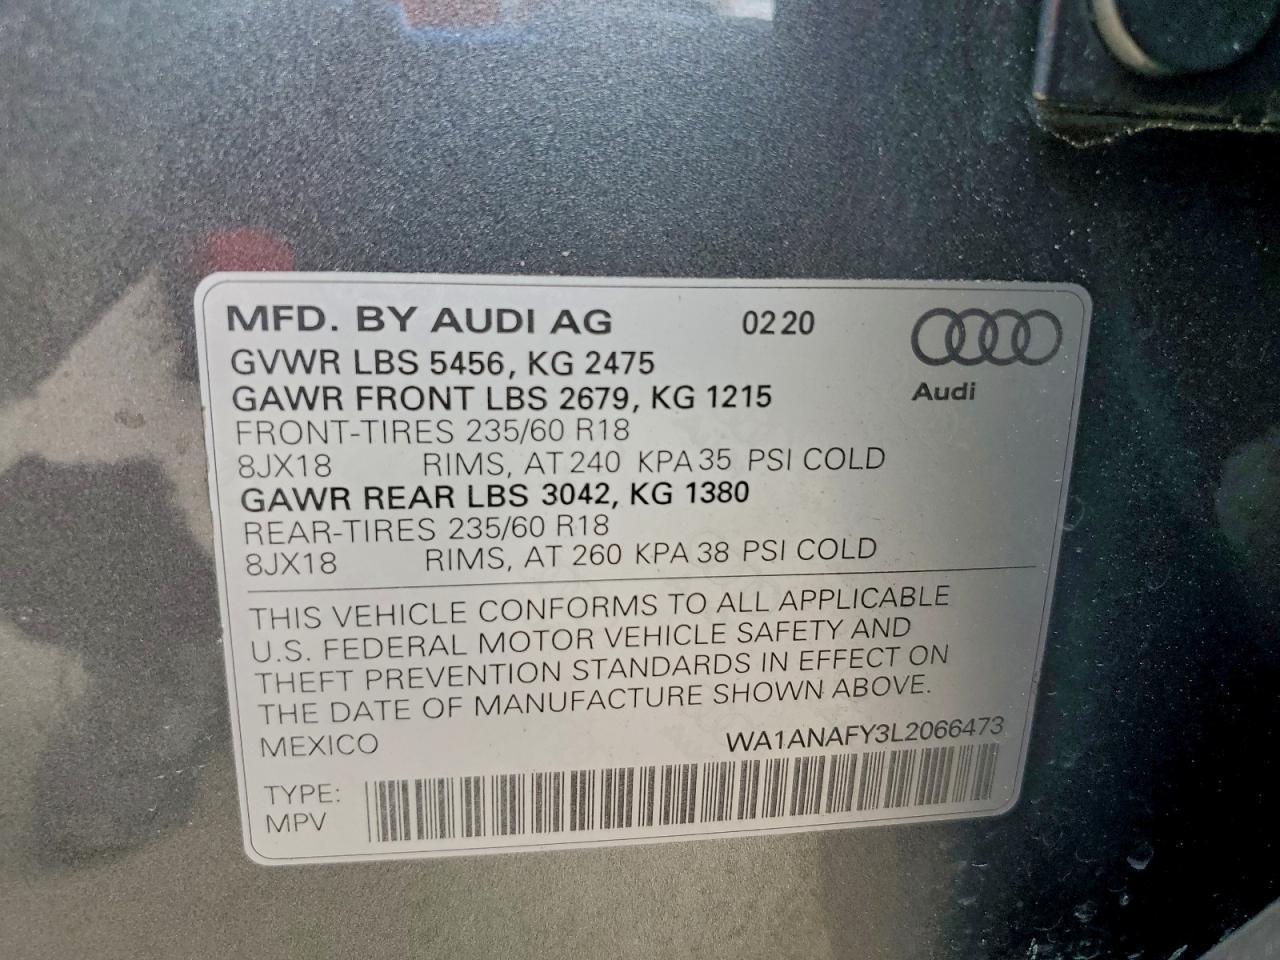 MFD. BY AUDI AG 0220
GVWR LBS 5456, KG 2475
Audi
GAWR FRONT LBS 2679, KG 1215
FRONT-TIRES 235/60 R18
8JX18 RIMS, AT 240 KPA 35 PSI COLD
GAWR REAR LBS 3042, KG 1380
REAR-TIRES 235/60 R18
8JX18 RIMS, AT 260 KPA 38 PSI COLD
THIS VEHICLE CONFORMS TO ALL APPLICABLE
U.S. FEDERAL MOTOR VEHICLE SAFETY AND
THEFT PREVENTION STANDARDS IN EFFECT ON
THE DATE OF MANUFACTURE SHOWN ABOVE.
MEXICO WA1ANAFY3L2066473
TYPE:
MPV